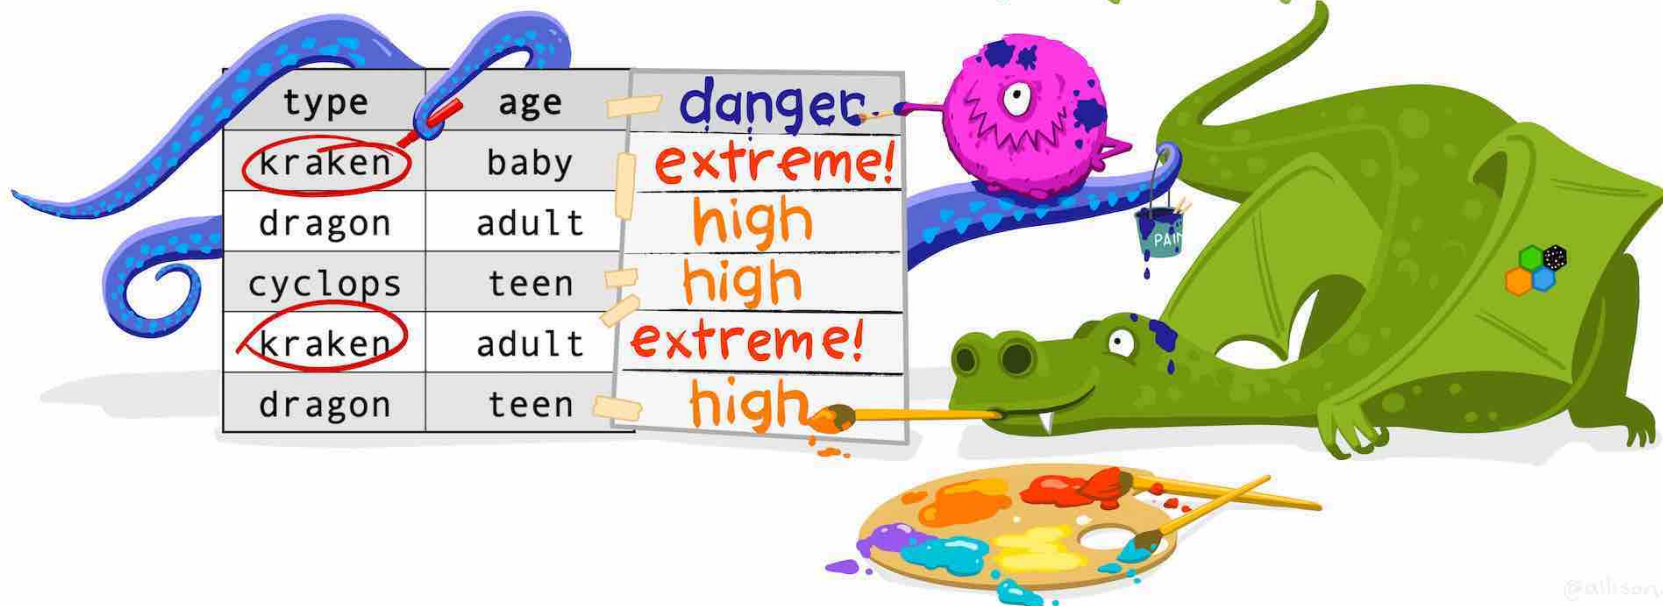 type age danger
kraken baby extreme!
dragon adult high
cyclops teen high
kraken adult extreme!
dragon teen high
PAIN
@allison